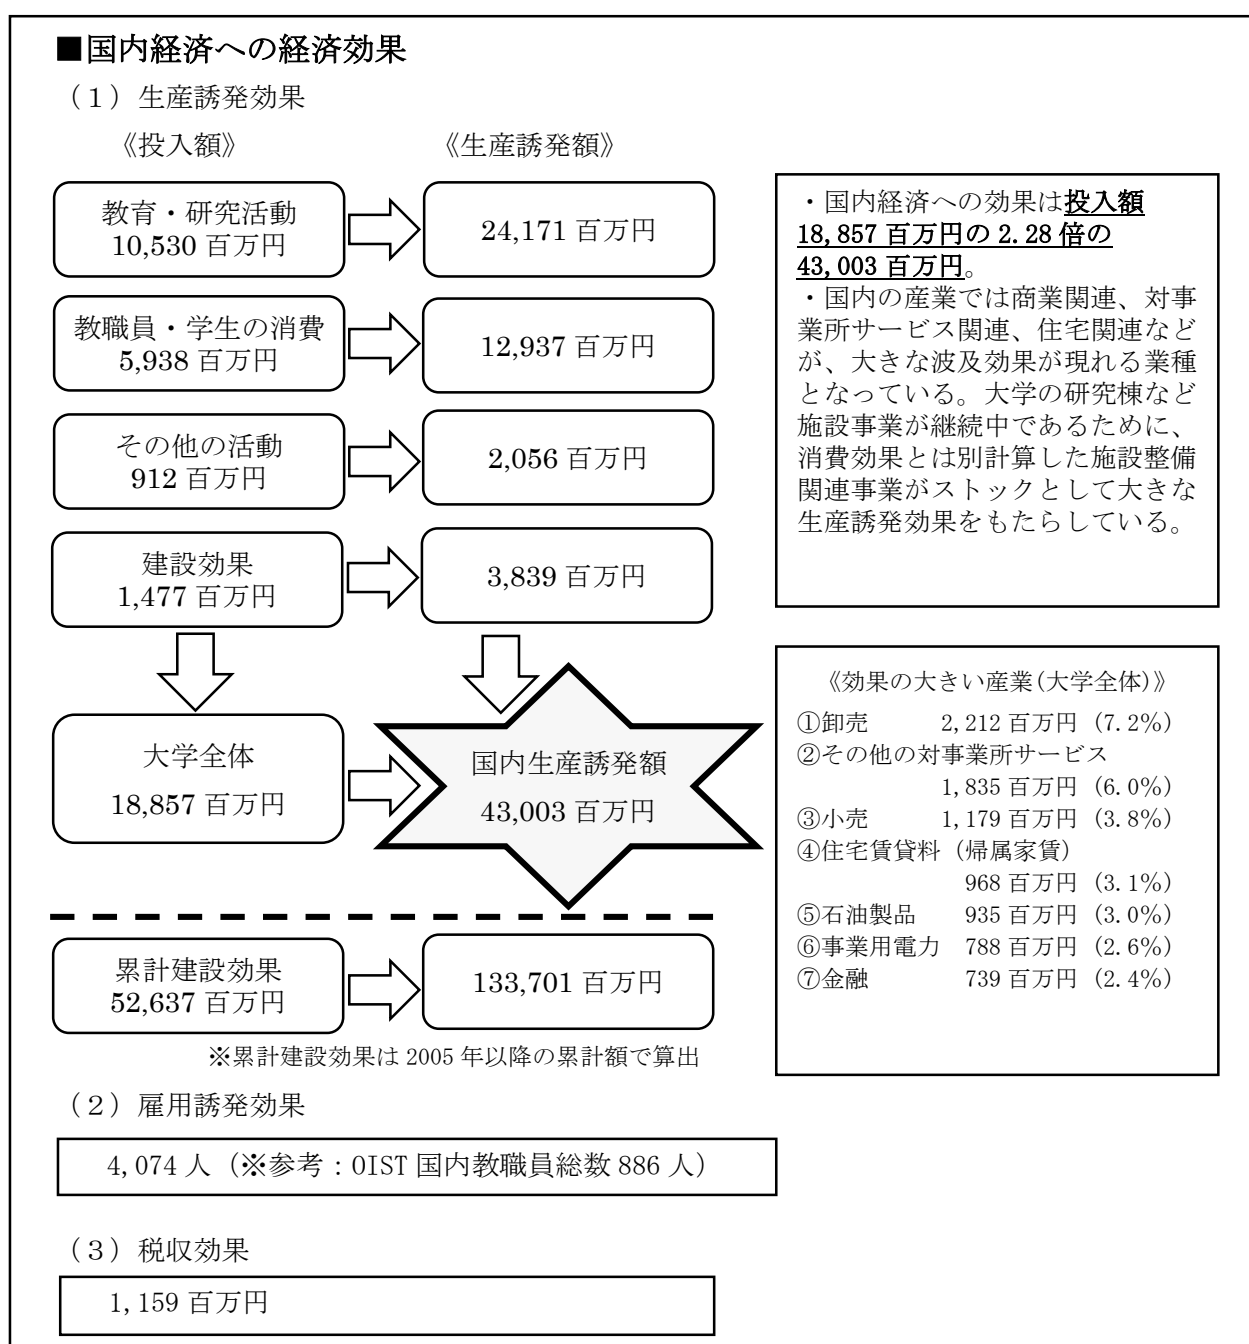 ■国内経済への経済効果
（１）生産誘発効果
《投入額》
《生産誘発額》
教育・研究活動
10,530 百万円
24,171 百万円
教職員・学生の消費
5,938 百万円
12,937 百万円
その他の活動
912 百万円
2,056 百万円
建設効果
1,477 百万円
3,839 百万円
大学全体
18,857 百万円
国内生産誘発額
43,003 百万円
累計建設効果
52,637 百万円
133,701 百万円
※累計建設効果は 2005 年以降の累計額で算出
・国内経済への効果は投入額
18,857 百万円の 2.28 倍の
43,003 百万円。
・国内の産業では商業関連、対事
業所サービス関連、住宅関連など
が、大きな波及効果が現れる業種
となっている。大学の研究棟など
施設事業が継続中であるために、
消費効果とは別計算した施設整備
関連事業がストックとして大きな
生産誘発効果をもたらしている。
《効果の大きい産業(大学全体)》
①卸売 2,212 百万円（7.2%）
②その他の対事業所サービス
1,835 百万円（6.0%）
③小売 1,179 百万円（3.8%）
④住宅賃貸料（帰属家賃）
968 百万円（3.1%）
⑤石油製品 935 百万円（3.0%）
⑥事業用電力 788 百万円（2.6%）
⑦金融 739 百万円（2.4%）
（２）雇用誘発効果
4,074 人（※参考：OIST 国内教職員総数 886 人）
（３）税収効果
1,159 百万円